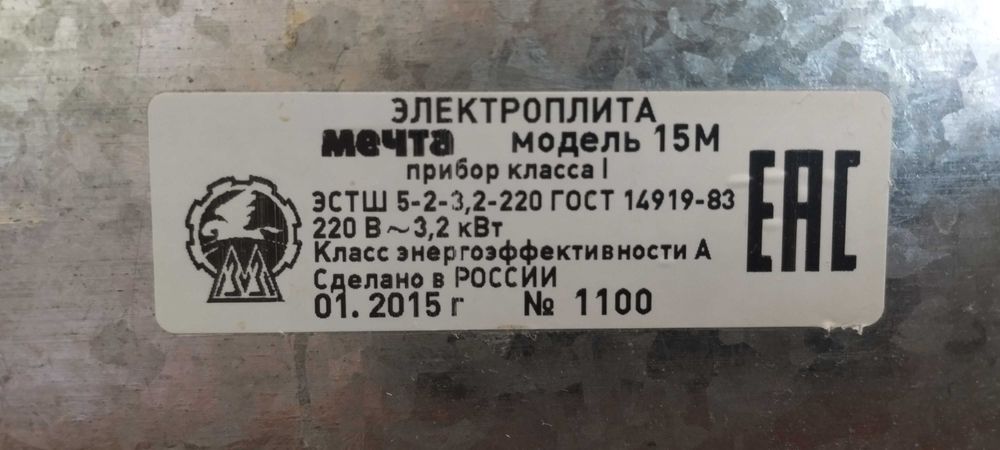 ЭЛЕКТРОПЛИТА
мечта модель 15М
прибор класса I
ЭСТШ 5-2-3,2-220 ГОСТ 14919-83
220 В ~ 3,2 кВт
Класс энергоэффективности А
Сделано в РОССИИ
01. 2015 г № 1100
ЕАС